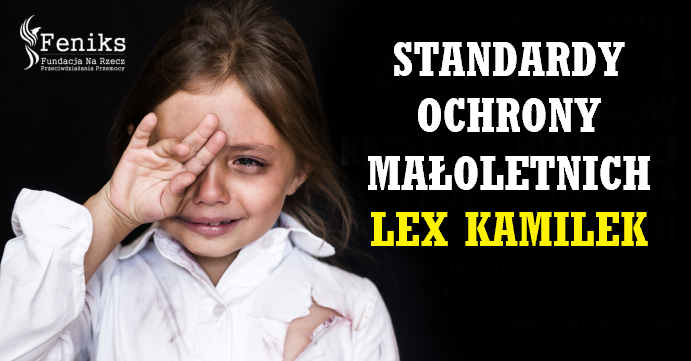 Feniks
Fundacja Na Rzecz
Przeciwdziałania Przemocy
STANDARDY
OCHRONY
MAŁOLETNICH
LEX KAMILEK